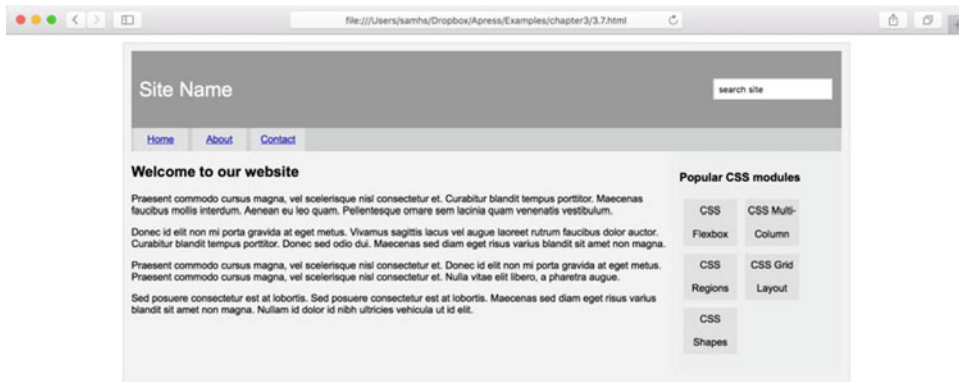 file:///Users/samhs/Dropbox/Apress/Examples/chapter3/3.7.html
Site Name
search site
Home About Contact
Welcome to our website
Praesent commodo cursus magna, vel scelerisque nisl consectetur et. Curabitur blandit tempus porttitor. Maecenas
faucibus mollis interdum. Aenean eu leo quam. Pellentesque ornare sem lacinia quam venenatis vestibulum.
Donec id elit non mi porta gravida at eget metus. Vivamus sagittis lacus vel augue laoreet rutrum faucibus dolor auctor.
Curabitur blandit tempus porttitor. Donec sed odio dui. Maecenas sed diam eget risus varius blandit sit amet non magna.
Praesent commodo cursus magna, vel scelerisque nisl consectetur et. Donec id elit non mi porta gravida at eget metus.
Praesent commodo cursus magna, vel scelerisque nisl consectetur et. Nulla vitae elit libero, a pharetra augue.
Sed posuere consectetur est at lobortis. Sed posuere consectetur est at lobortis. Maecenas sed diam eget risus varius
blandit sit amet non magna. Nullam id dolor id nibh ultricies vehicula ut id elit.
Popular CSS modules
CSS
Flexbox
CSS Multi-
Column
CSS
Regions
CSS Grid
Layout
CSS
Shapes